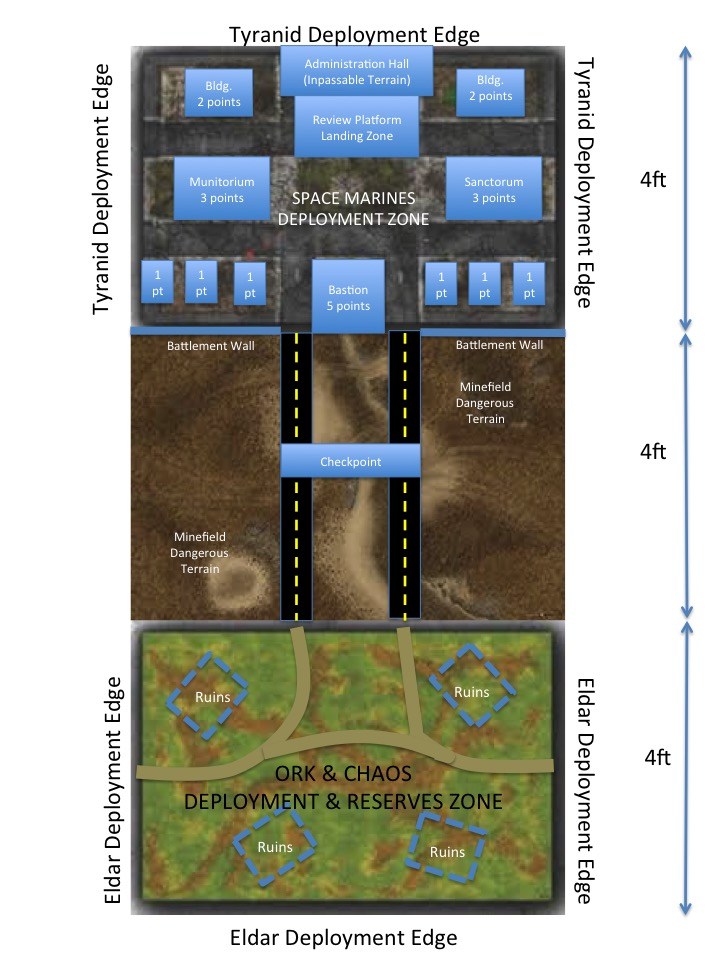 Tyranid Deployment Edge
Tyranid Deployment Edge
Tyranid Deployment Edge
Administration Hall
(Inpassable Terrain)
Bldg.
2 points
Bldg.
2 points
Review Platform
Landing Zone
4ft
Munitorium
3 points
Sanctorum
3 points
SPACE MARINES
DEPLOYMENT ZONE
1
pt
1
pt
1
pt
Bastion
5 points
1
pt
1
pt
1
pt
Battlement Wall
Battlement Wall
Minefield
Dangerous
Terrain
4ft
Checkpoint
Minefield
Dangerous
Terrain
Eldar Deployment Edge
Eldar Deployment Edge
Ruins
Ruins
4ft
ORK & CHAOS
DEPLOYMENT & RESERVES ZONE
Ruins
Ruins
Eldar Deployment Edge